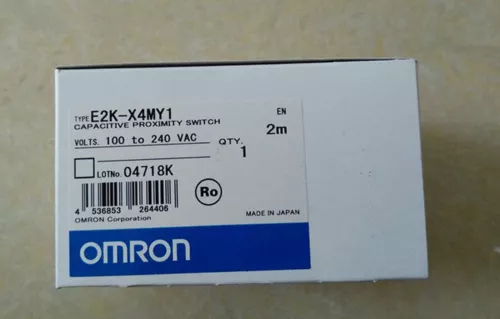 TYPE E2K-X4MY1
CAPACITIVE PROXIMITY SWITCH
EN
2m
VOLTS. 100 to 240 VAC
QTY.
1
LOTNo. 04718K
Ro
4 536853 264406
OMRON Corporation
MADE IN JAPAN
OMRON